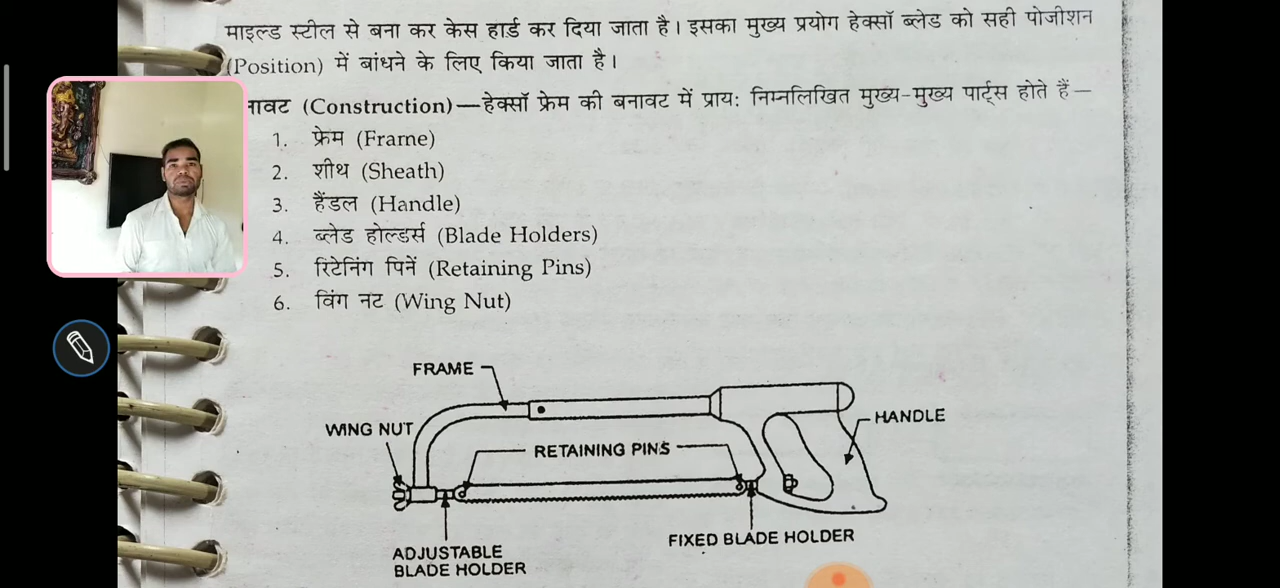 माइल्ड स्टील से बना कर केस हार्ड कर दिया जाता है। इसका मुख्य प्रयोग हेक्सॉ ब्लेड को सही पोजीशन
(Position) में बांधने के लिए किया जाता है।
नावट (Construction)—हेक्सॉ फ्रेम की बनावट में प्राय: निम्नलिखित मुख्य-मुख्य पार्ट्स होते हैं—
1. फ्रेम (Frame)
2. शीथ (Sheath)
3. हैंडल (Handle)
4. ब्लेड होल्डर्स (Blade Holders)
5. रिटेनिंग पिनें (Retaining Pins)
6. विंग नट (Wing Nut)
FRAME
WING NUT
RETAINING PINS
HANDLE
ADJUSTABLE
BLADE HOLDER
FIXED BLADE HOLDER